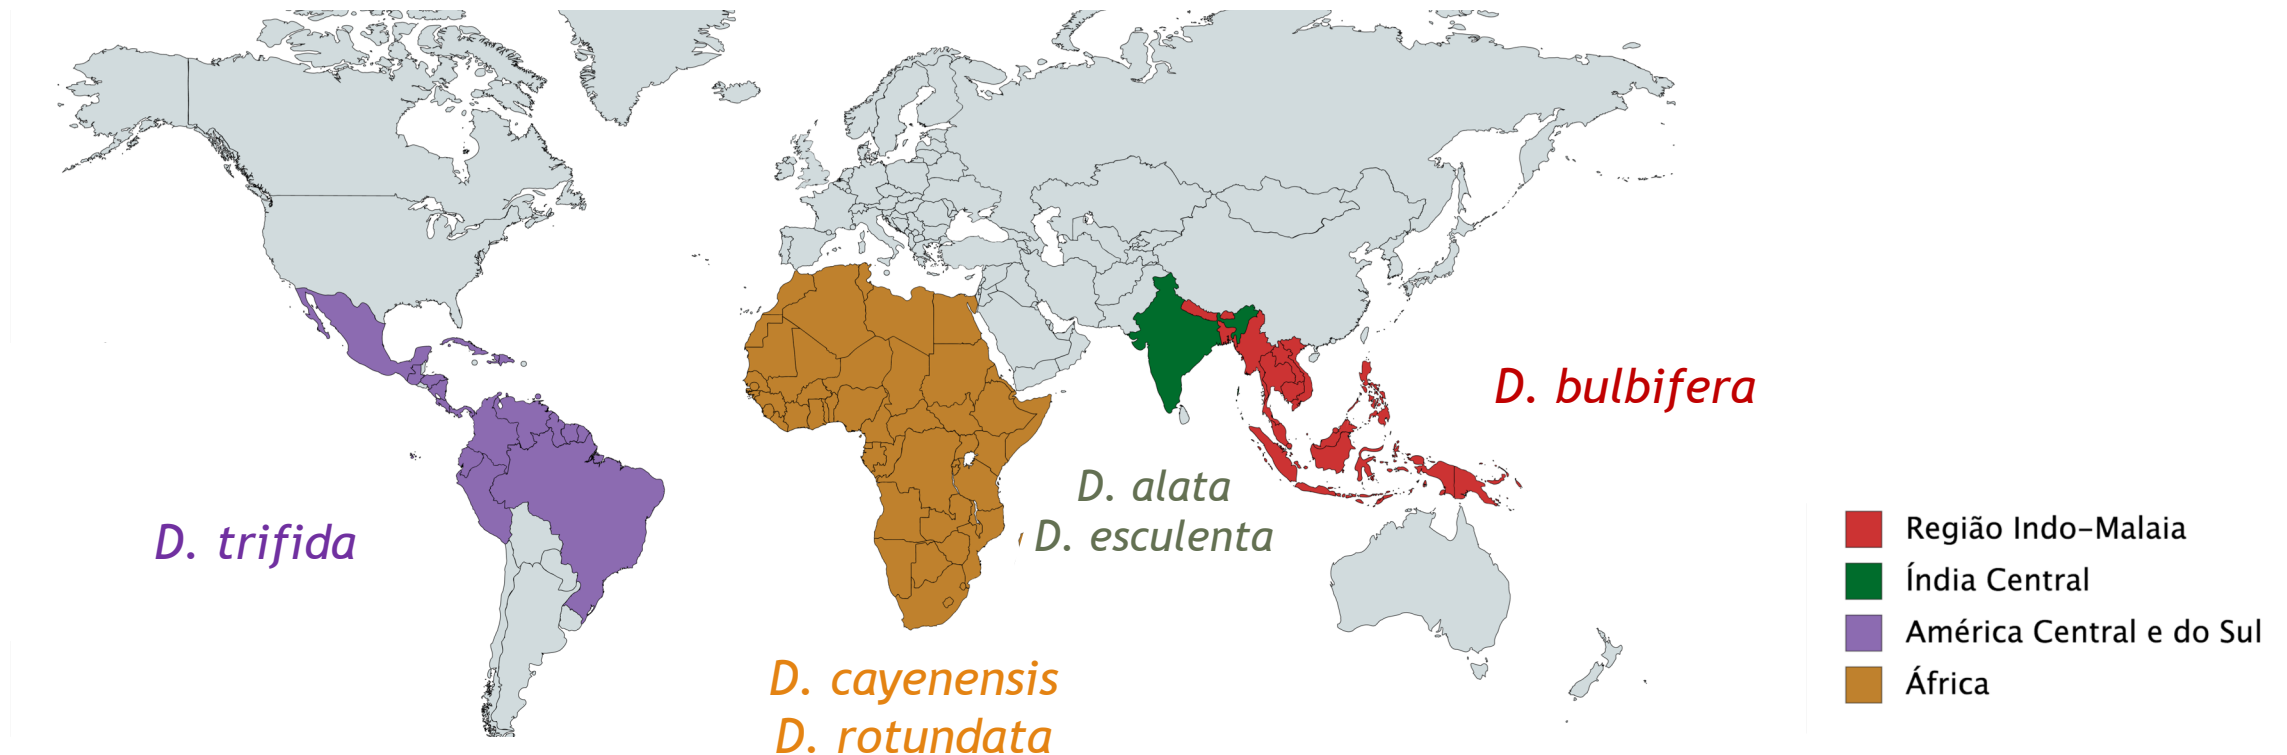 D. bulbifera
D. alata
D. esculenta
D. trifida
D. cayenensis
D. rotundata
Região Indo-Malaia
Índia Central
América Central e do Sul
África